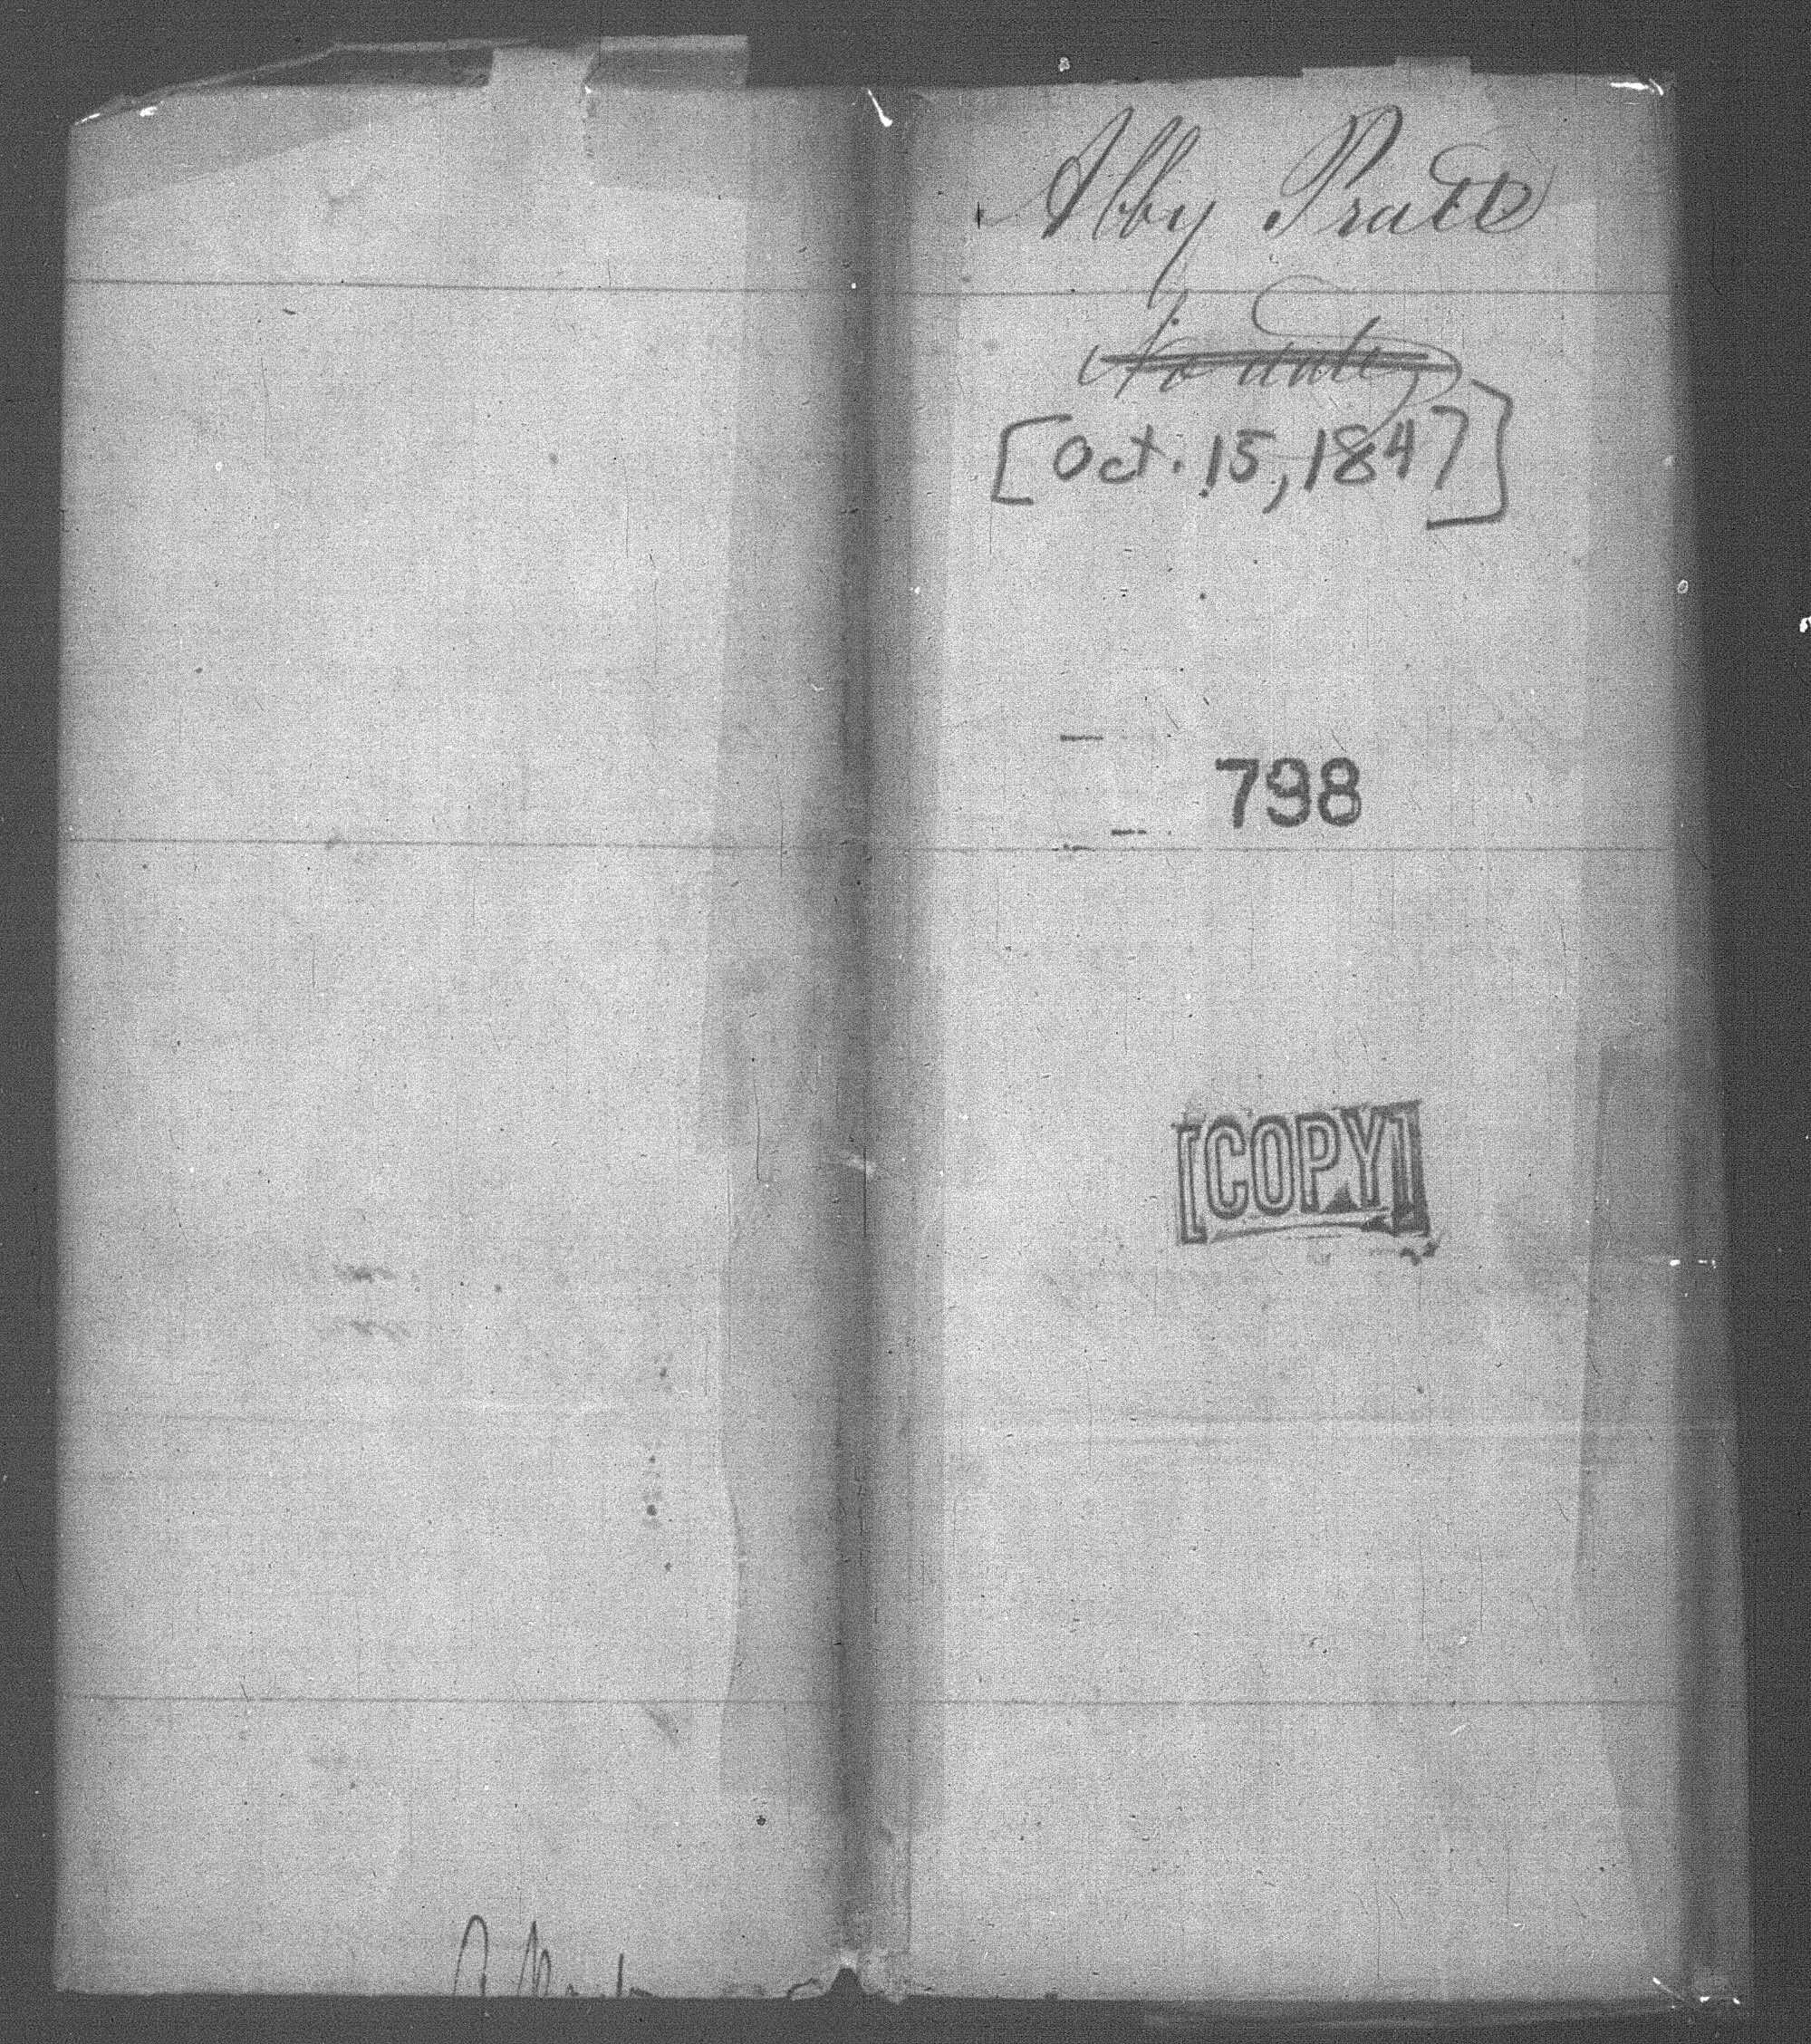 Abby Pratt
No date
[Oct. 15, 1847]
798
[COPY]